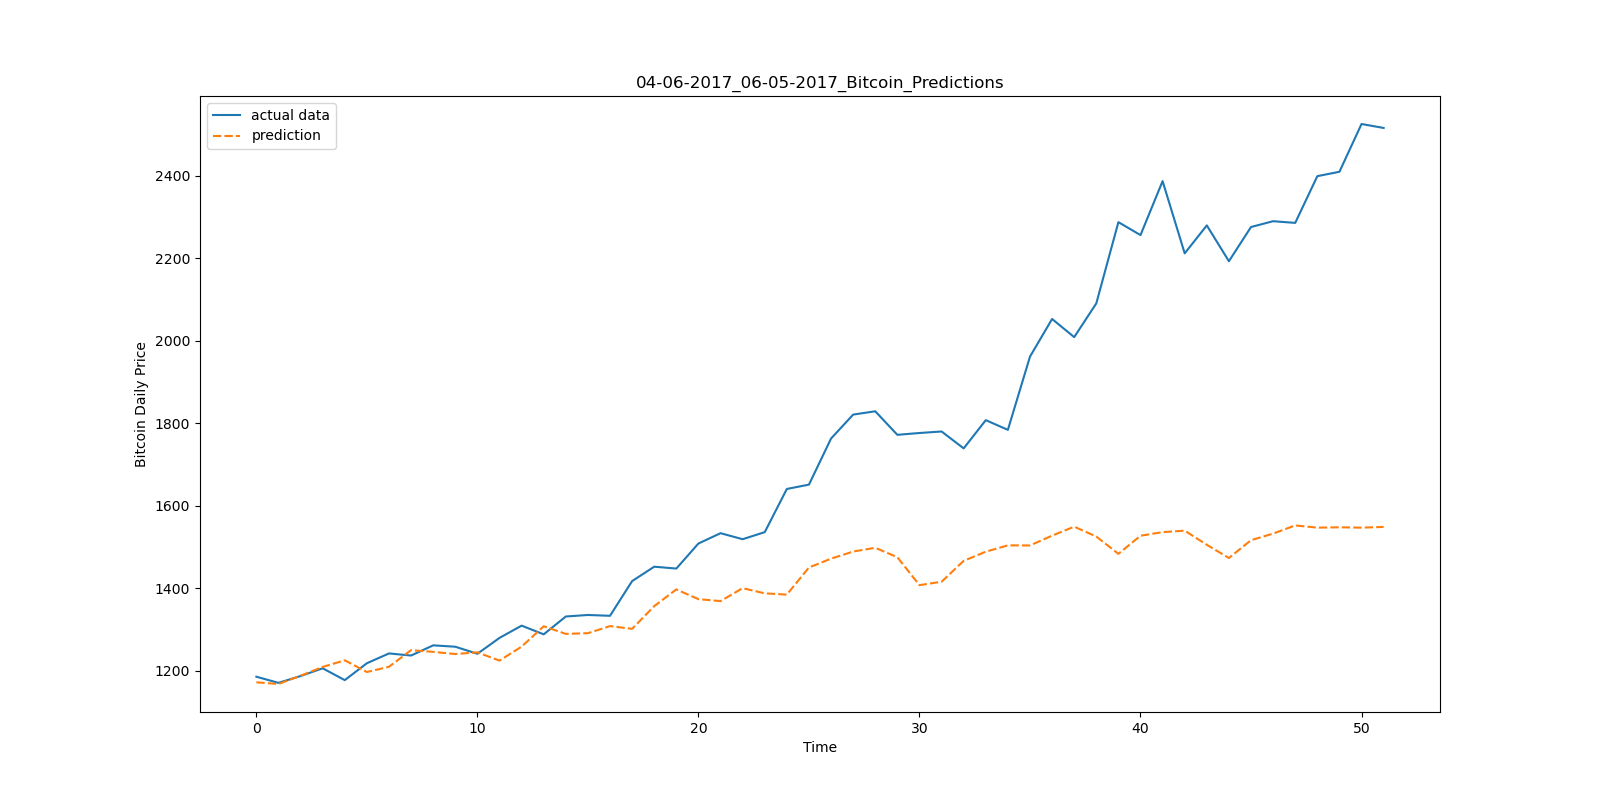 04-06-2017_06-05-2017_Bitcoin_Predictions
actual data
prediction
Bitcoin Daily Price
2400
2200
2000
1800
1600
1400
1200
0 10 20 30 40 50
Time